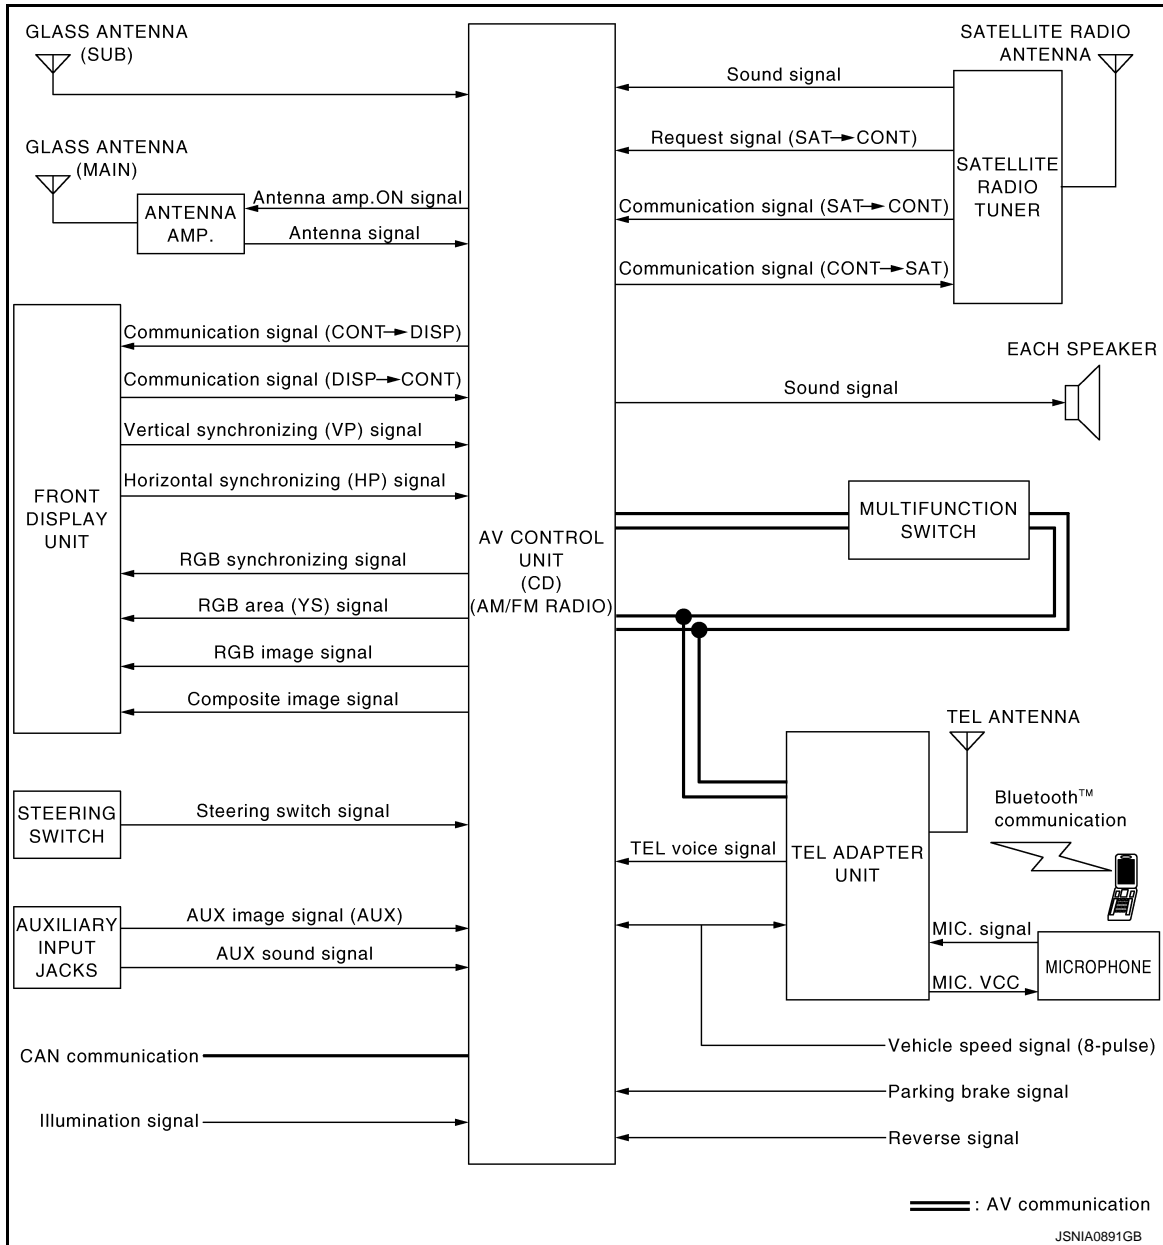 GLASS ANTENNA
(SUB)
SATELLITE RADIO
ANTENNA
Sound signal
Request signal (SAT→CONT)
SATELLITE
RADIO
TUNER
Communication signal (SAT→CONT)
Communication signal (CONT→SAT)
GLASS ANTENNA
(MAIN)
ANTENNA
AMP.
Antenna amp.ON signal
Antenna signal
Communication signal (CONT→DISP)
Communication signal (DISP→CONT)
Vertical synchronizing (VP) signal
Horizontal synchronizing (HP) signal
FRONT
DISPLAY
UNIT
RGB synchronizing signal
RGB area (YS) signal
RGB image signal
Composite image signal
AV CONTROL
UNIT
(CD)
(AM/FM RADIO)
EACH SPEAKER
Sound signal
MULTIFUNCTION
SWITCH
STEERING
SWITCH
Steering switch signal
TEL ANTENNA
Bluetooth™
communication
TEL voice signal
TEL ADAPTER
UNIT
AUXILIARY
INPUT
JACKS
AUX image signal (AUX)
AUX sound signal
MIC. signal
MIC. VCC
MICROPHONE
CAN communication
Vehicle speed signal (8-pulse)
Parking brake signal
Illumination signal
Reverse signal
: AV communication
JSNIA0891GB